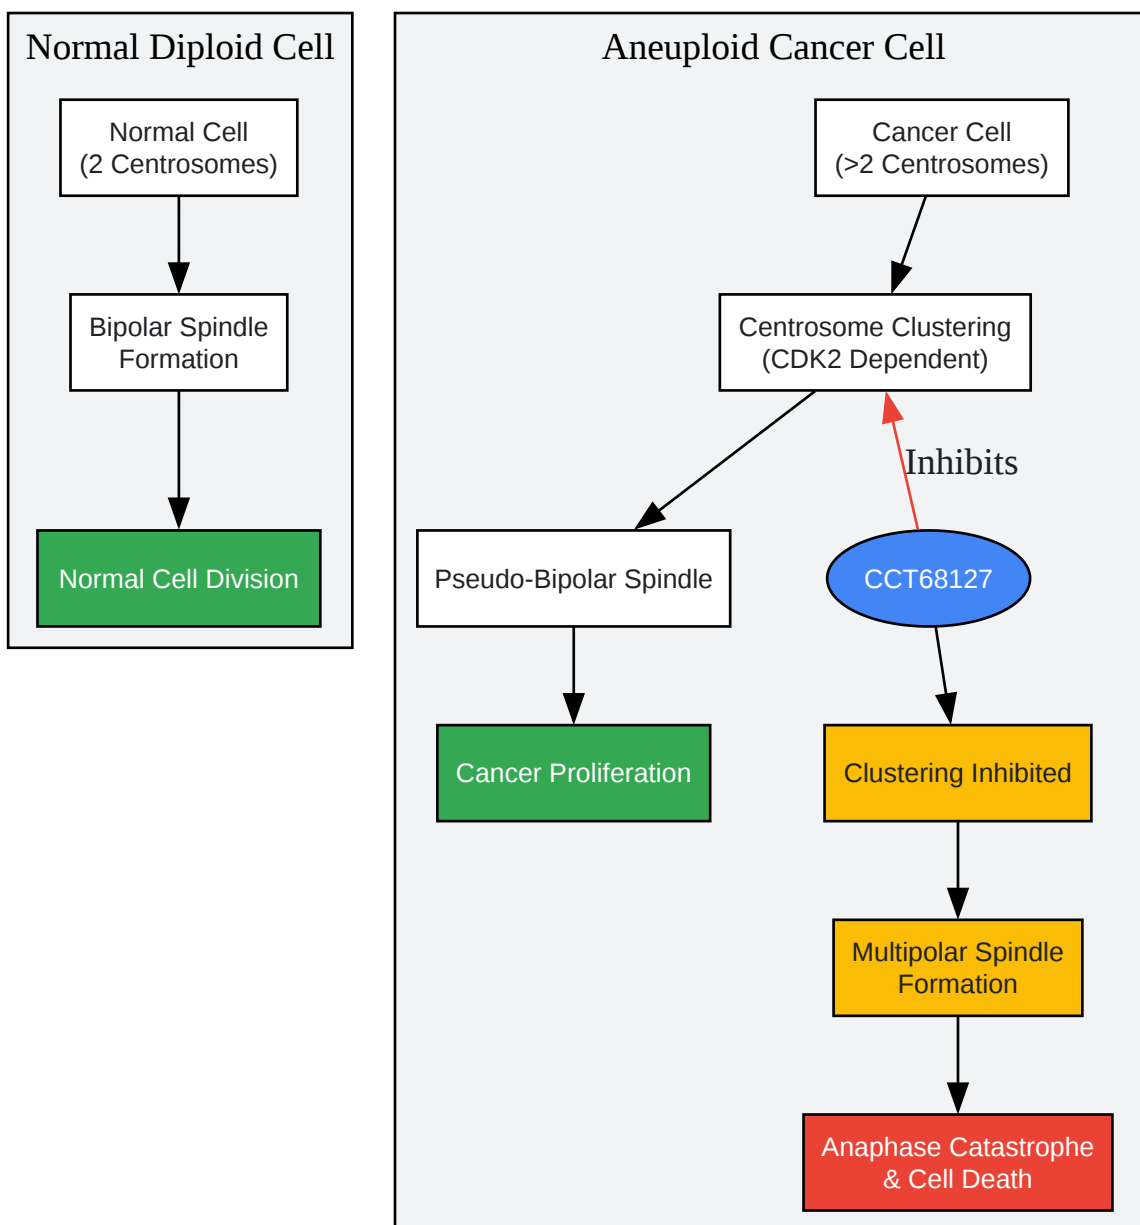 Normal Diploid Cell
Normal Cell
(2 Centrosomes)
Bipolar Spindle
Formation
Normal Cell Division
Aneuploid Cancer Cell
Cancer Cell
(>2 Centrosomes)
Centrosome Clustering
(CDK2 Dependent)
Inhibits
Pseudo-Bipolar Spindle
CCT68127
Cancer Proliferation
Clustering Inhibited
Multipolar Spindle
Formation
Anaphase Catastrophe
& Cell Death